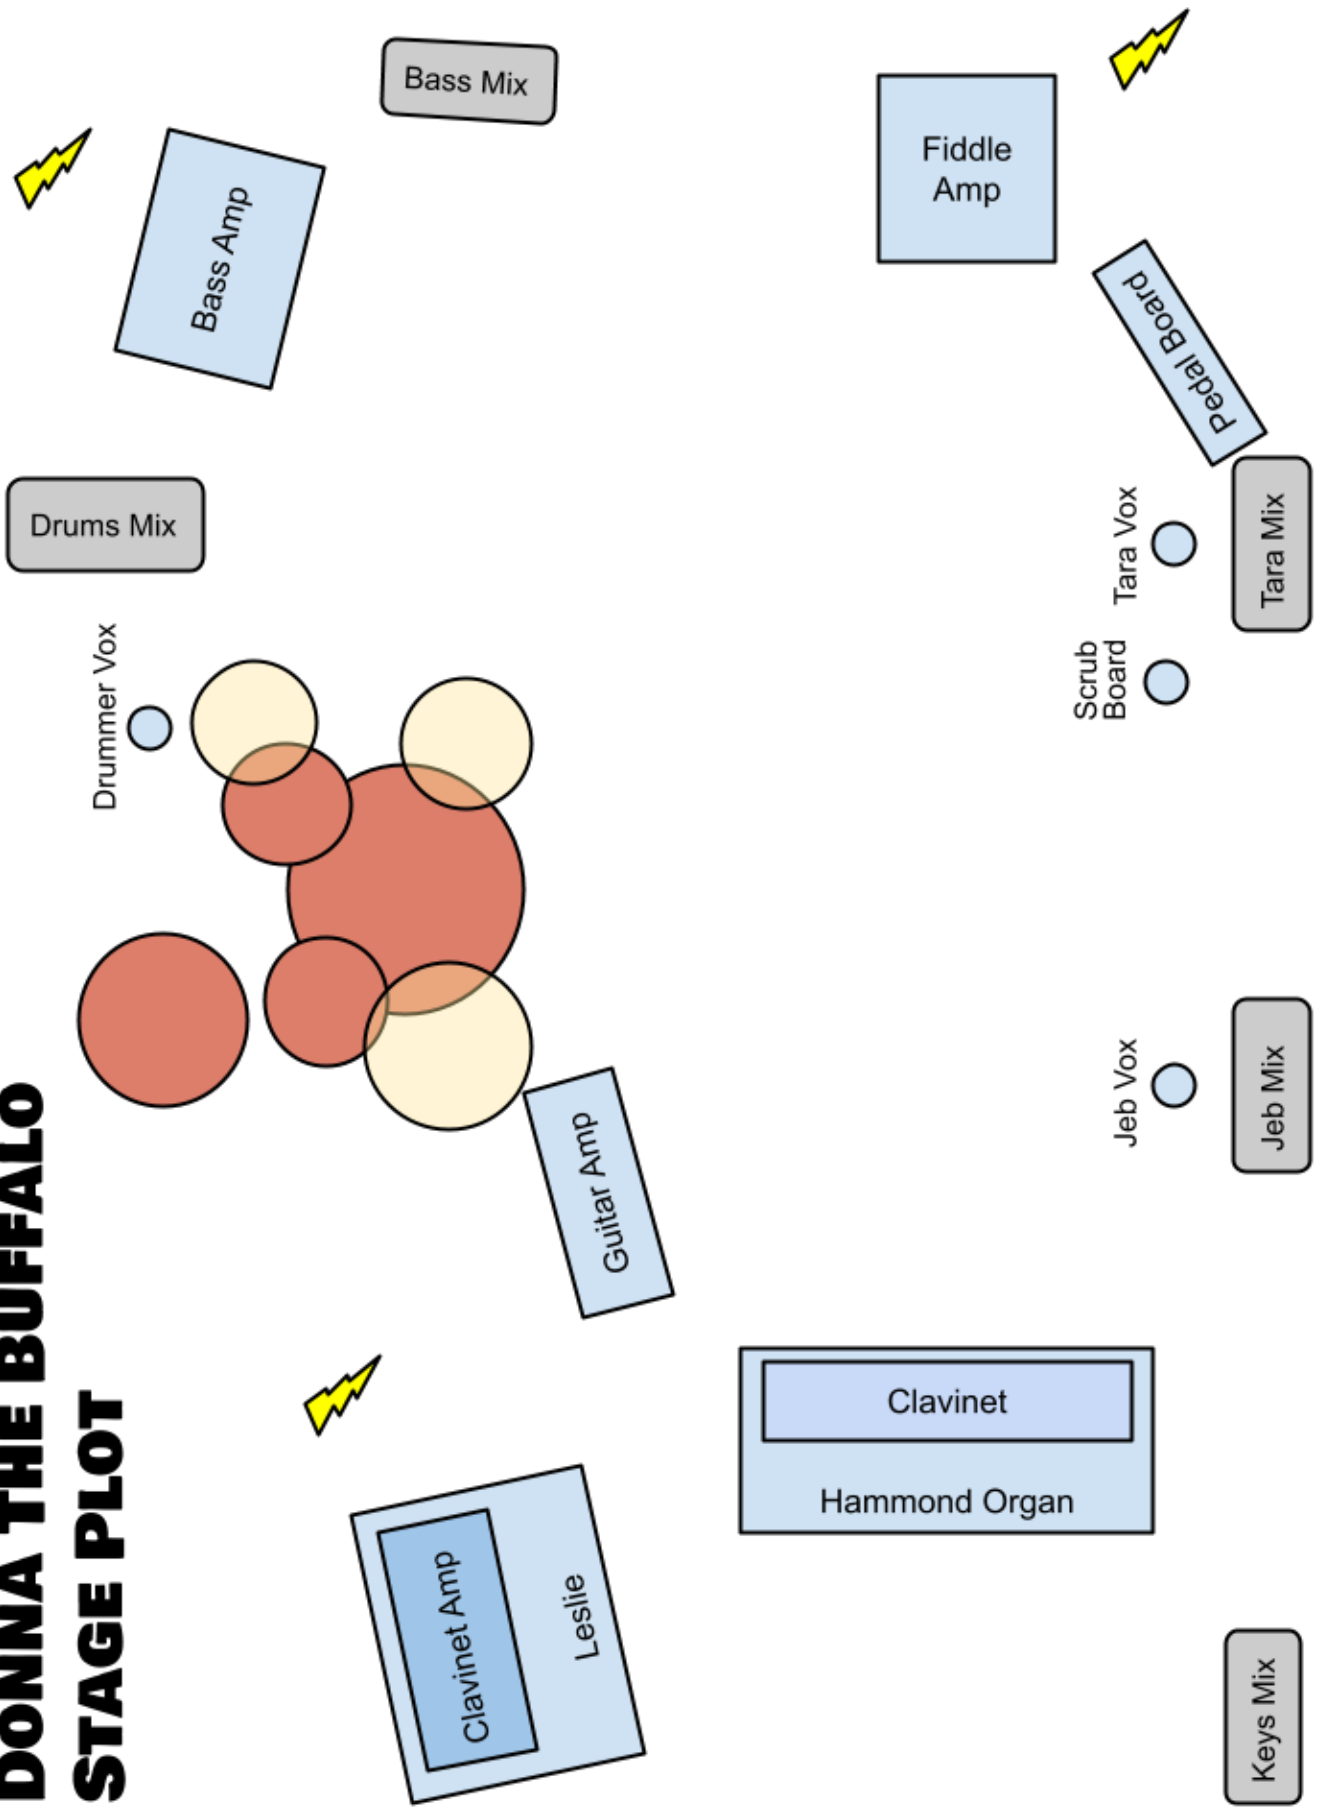 DONNA THE BUFFALO
STAGE PLOT
Drums Mix
Bass Amp
Bass Mix
Drummer Vox
Clavinet Amp
Leslie
Guitar Amp
Clavinet
Hammond Organ
Fiddle
Amp
Pedal Board
Keys Mix
Jeb Vox
Jeb Mix
Scrub
Board
Tara Vox
Tara Mix